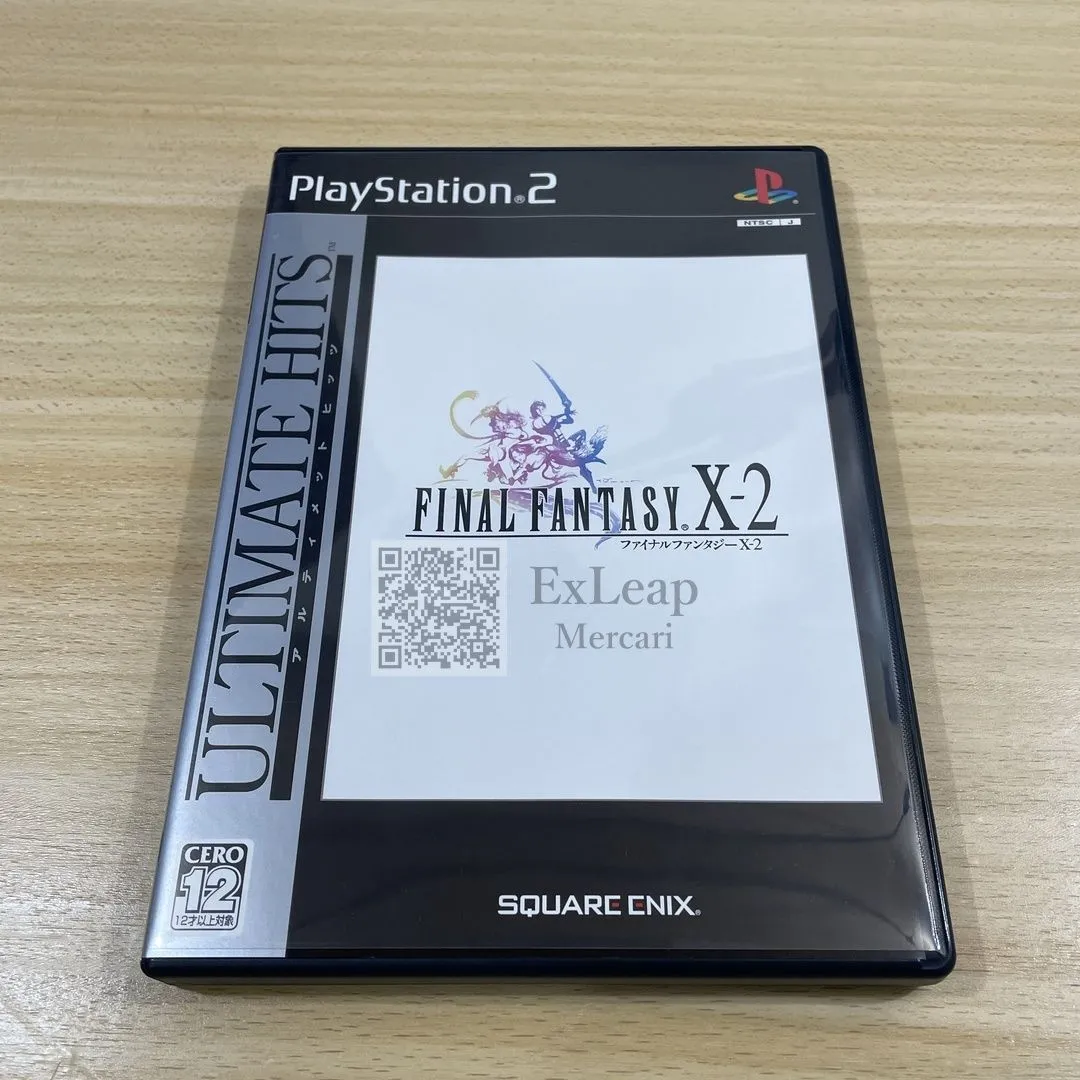 PlayStation®2
NTSC J
ULTIMATE HITS™
アルティメットヒッツ
FINAL FANTASY® X-2
ファイナルファンタジーX-2
ExLeap
Mercari
CERO
12
12才以上対象
SQUARE ENIX®